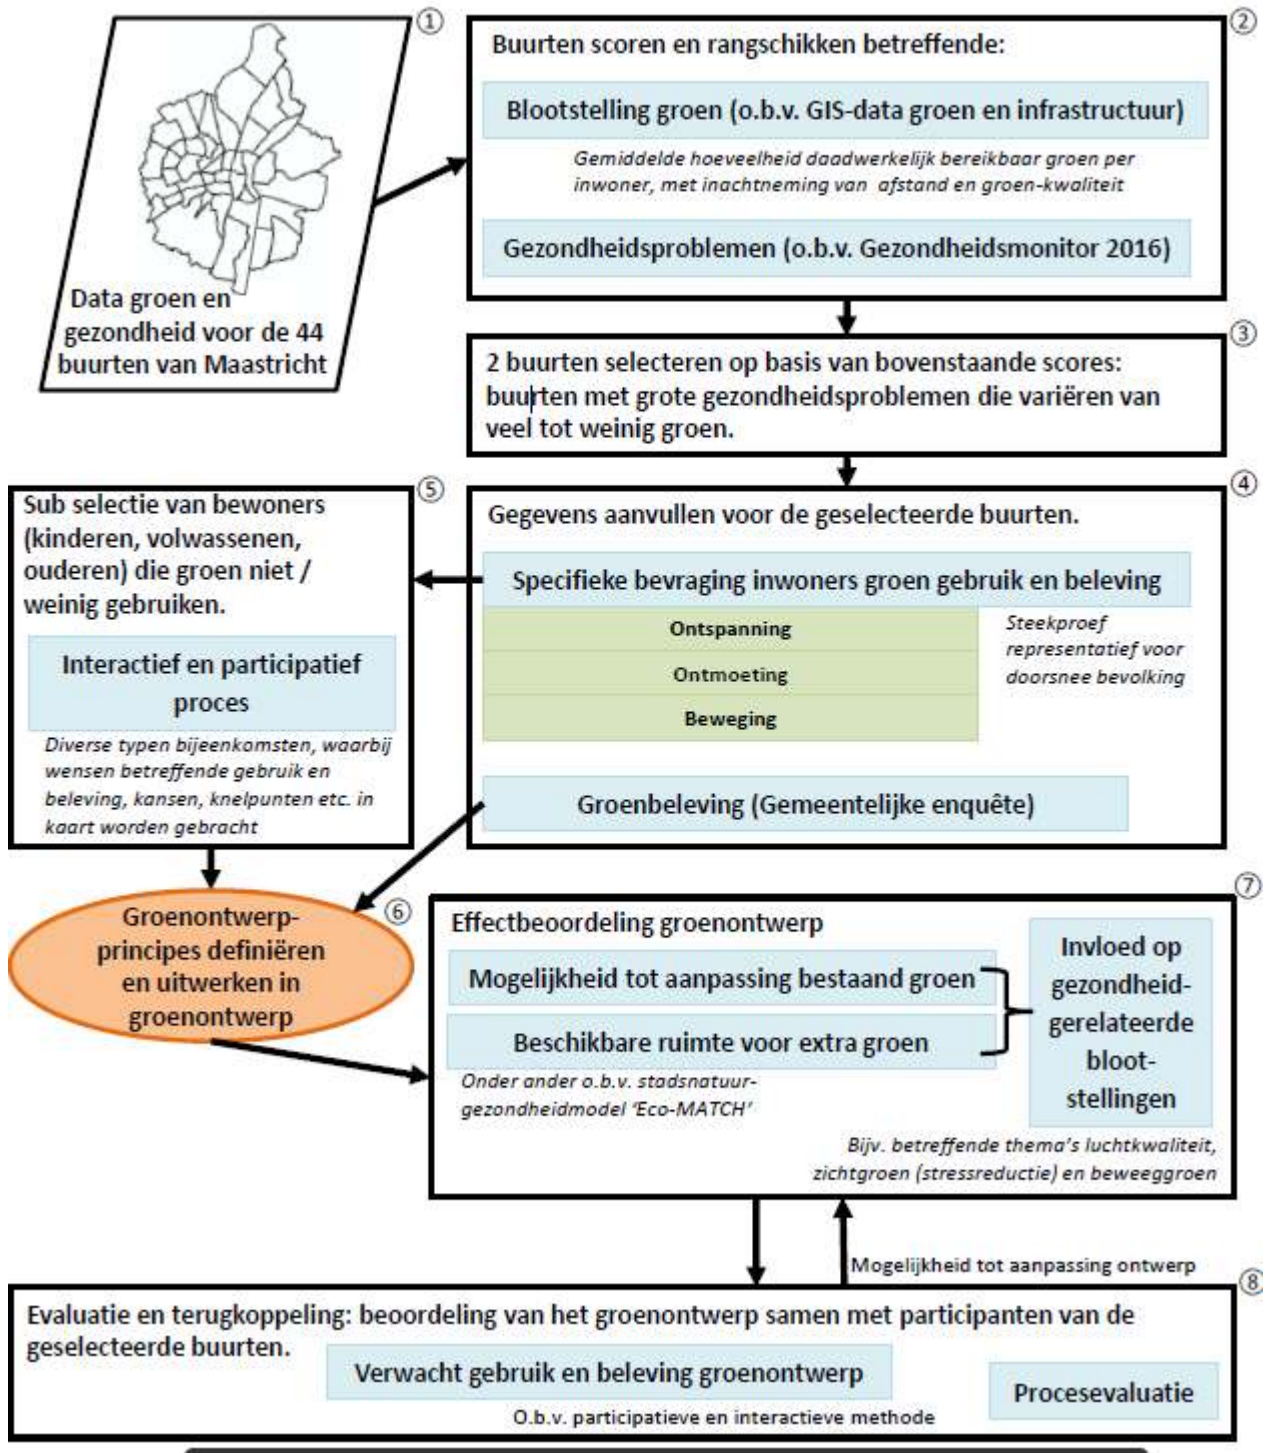 ①
Data groen en
gezondheid voor de 44
buurten van Maastricht
②
Buurten scoren en rangschikken betreffende:
Blootstelling groen (o.b.v. GIS-data groen en infrastructuur)
Gemiddelde hoeveelheid daadwerkelijk bereikbaar groen per
inwoner, met inachtneming van afstand en groen-kwaliteit
Gezondheidsproblemen (o.b.v. Gezondheidsmonitor 2016)
③
2 buurten selecteren op basis van bovenstaande scores:
buurten met grote gezondheidsproblemen die variëren van
veel tot weinig groen.
④
Gegevens aanvullen voor de geselecteerde buurten.
Specifieke bevraging inwoners groen gebruik en beleving
Ontspanning
Ontmoeting
Beweging
Steekproef
representatief voor
doorsnee bevolking
Groenbeleving (Gemeentelijke enquête)
⑤
Sub selectie van bewoners
(kinderen, volwassenen,
ouderen) die groen niet /
weinig gebruiken.
Interactief en participatief
proces
Diverse typen bijeenkomsten, waarbij
wensen betreffende gebruik en
beleving, kansen, knelpunten etc. in
kaart worden gebracht
⑥
Groenontwerp-
principes definiëren
en uitwerken in
groenontwerp
⑦
Effectbeoordeling groenontwerp
Mogelijkheid tot aanpassing bestaand groen
Beschikbare ruimte voor extra groen
Onder ander o.b.v. stadsnatuur-
gezondheidmodel ‘Eco-MATCH’
Invloed op
gezondheid-
gerelateerde
bloot-
stellingen
Bijv. betreffende thema’s luchtkwaliteit,
zichtgroen (stressreductie) en beweeggroen
Mogelijkheid tot aanpassing ontwerp
⑧
Evaluatie en terugkoppeling: beoordeling van het groenontwerp samen met participanten van de
geselecteerde buurten.
Verwacht gebruik en beleving groenontwerp
O.b.v. participatieve en interactieve methode
Procesevaluatie